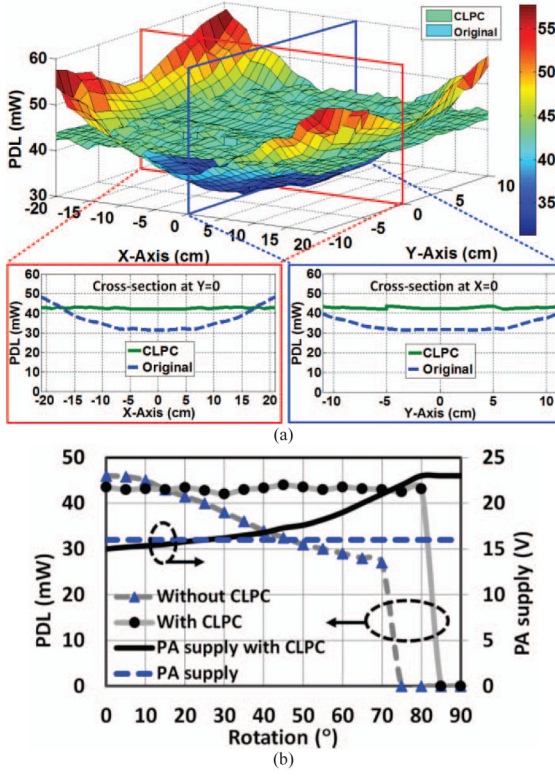 CLPC
Original
60
50
40
30
PDL (mW)
-20
-15
-10
-5
0
5
10
15
20
X-Axis (cm)
-10
-5
0
5
10
Y-Axis (cm)
55
50
45
40
35
Cross-section at Y=0
60
50
40
30
20
10
0
PDL (mW)
CLPC
Original
-20
-15
-10
-5
0
5
10
15
20
X-Axis (cm)
Cross-section at X=0
60
50
40
30
20
10
0
PDL (mW)
CLPC
Original
-10
-5
0
5
10
Y-Axis (cm)
(a)
50
40
30
20
10
0
PDL (mW)
25
20
15
10
5
0
PA supply (V)
Without CLPC
With CLPC
PA supply with CLPC
PA supply
0 10 20 30 40 50 60 70 80 90
Rotation (°)
(b)